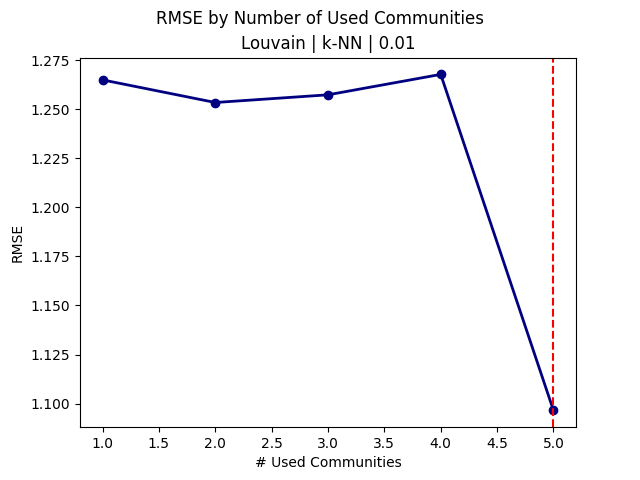 RMSE by Number of Used Communities
Louvain | k-NN | 0.01
1.275
1.250
1.225
1.200
1.175
1.150
1.125
1.100
RMSE
1.0 1.5 2.0 2.5 3.0 3.5 4.0 4.5 5.0
# Used Communities